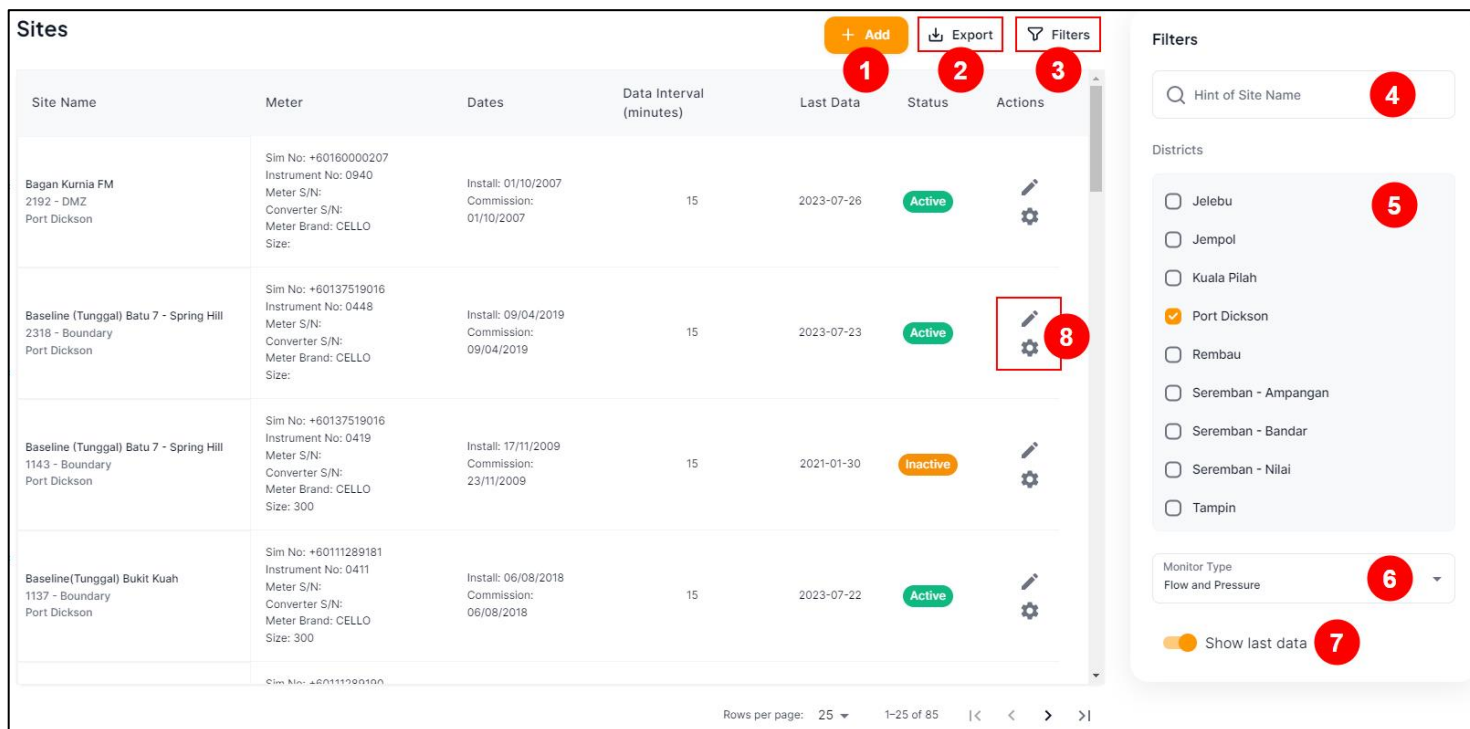 Sites
+ Add
Export
Filters
1
2
3
Site Name
Meter
Dates
Data Interval
(minutes)
Last Data
Status
Actions
Bagan Kurnia FM
2192 - DMZ
Port Dickson
Sim No: +60160000207
Instrument No: 0940
Meter S/N:
Converter S/N:
Meter Brand: CELLO
Size:
Install: 01/10/2007
Commission:
01/10/2007
15
2023-07-26
Active
Baseline (Tunggal) Batu 7 - Spring Hill
2318 - Boundary
Port Dickson
Sim No: +60137519016
Instrument No: 0448
Meter S/N:
Converter S/N:
Meter Brand: CELLO
Size:
Install: 09/04/2019
Commission:
09/04/2019
15
2023-07-23
Active
8
Baseline (Tunggal) Batu 7 - Spring Hill
1143 - Boundary
Port Dickson
Sim No: +60137519016
Instrument No: 0419
Meter S/N:
Converter S/N:
Meter Brand: CELLO
Size: 300
Install: 17/11/2009
Commission:
23/11/2009
15
2021-01-30
Inactive
Baseline(Tunggal) Bukit Kuah
1137 - Boundary
Port Dickson
Sim No: +60111289181
Instrument No: 0411
Meter S/N:
Converter S/N:
Meter Brand: CELLO
Size: 300
Install: 06/08/2018
Commission:
06/08/2018
15
2023-07-22
Active
Sim No: +60111289190
Rows per page: 25
1–25 of 85
Filters
Hint of Site Name
4
Districts
5
Jelebu
Jempol
Kuala Pilah
Port Dickson
Rembau
Seremban - Ampangan
Seremban - Bandar
Seremban - Nilai
Tampin
Monitor Type
Flow and Pressure
6
Show last data
7